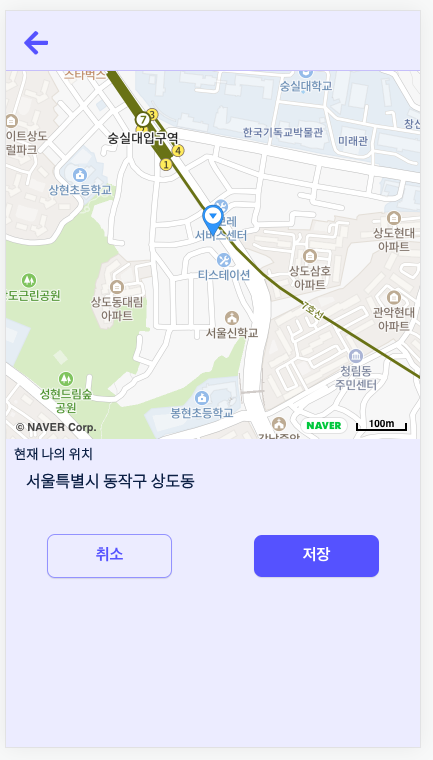 스타벅스
숭실대학교
3
7
2
숭실대입구역
4
1
이트상도
럴파크
한국기독교박물관
미래관
창신
상현초등학교
서비스센터
상도현대
아파트
티스테이션
상도삼호
아파트
도근린공원
상도동대림
아파트
7호선
관악현대
아파트
서울신학교
청림동
주민센터
성현드림숲
공원
봉현초등학교
© NAVER Corp.
NAVER
100m
현재 나의 위치
서울특별시 동작구 상도동
취소
저장